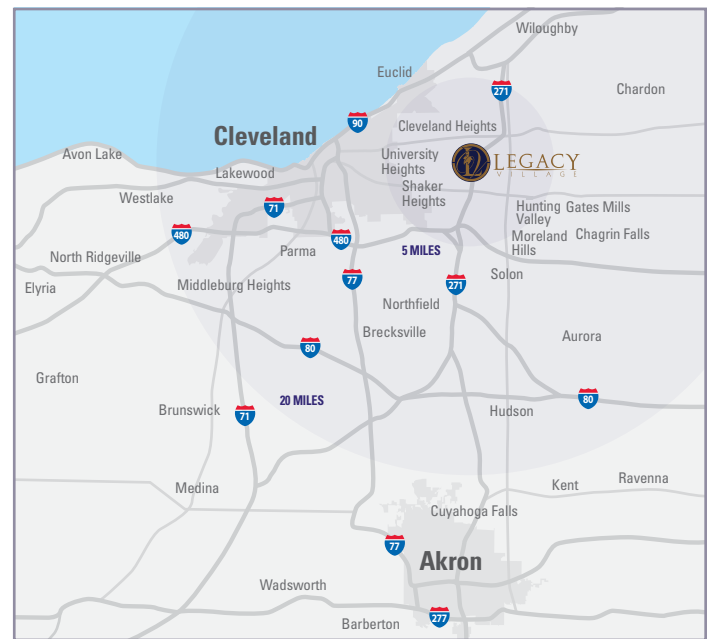 Wiloughby
Euclid
271
Chardon
90
Cleveland
Cleveland Heights
Avon Lake
University
Heights
LEGACY
VILLAGE
Lakewood
Shaker
Heights
Westlake
71
Hunting
Valley
Gates Mills
480
480
Moreland
Hills
Chagrin Falls
North Ridgeville
Parma
5 MILES
Elyria
Middleburg Heights
77
271
Solon
Northfield
Brecksville
80
Aurora
Grafton
20 MILES
80
Brunswick
71
Hudson
Medina
Kent
Ravenna
Cuyahoga Falls
77
Akron
Wadsworth
Barberton
277